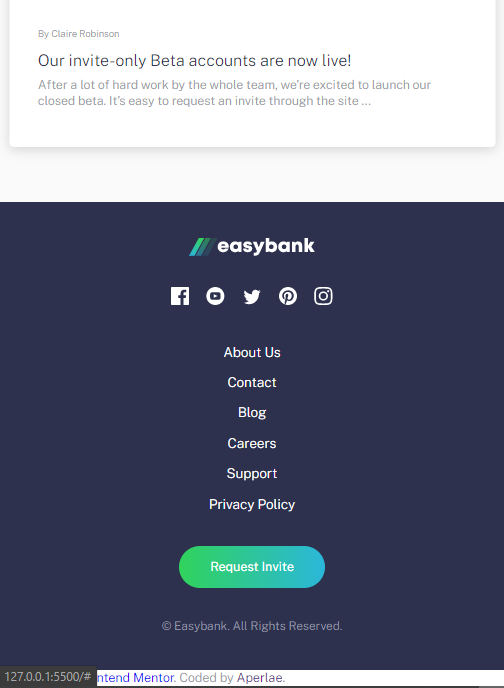 By Claire Robinson
Our invite-only Beta accounts are now live!
After a lot of hard work by the whole team, we're excited to launch our
closed beta. It's easy to request an invite through the site ...
easybank
About Us
Contact
Blog
Careers
Support
Privacy Policy
Request Invite
© Easybank. All Rights Reserved.
127.0.0.1:5500/# ntend Mentor. Coded by Aperlae.